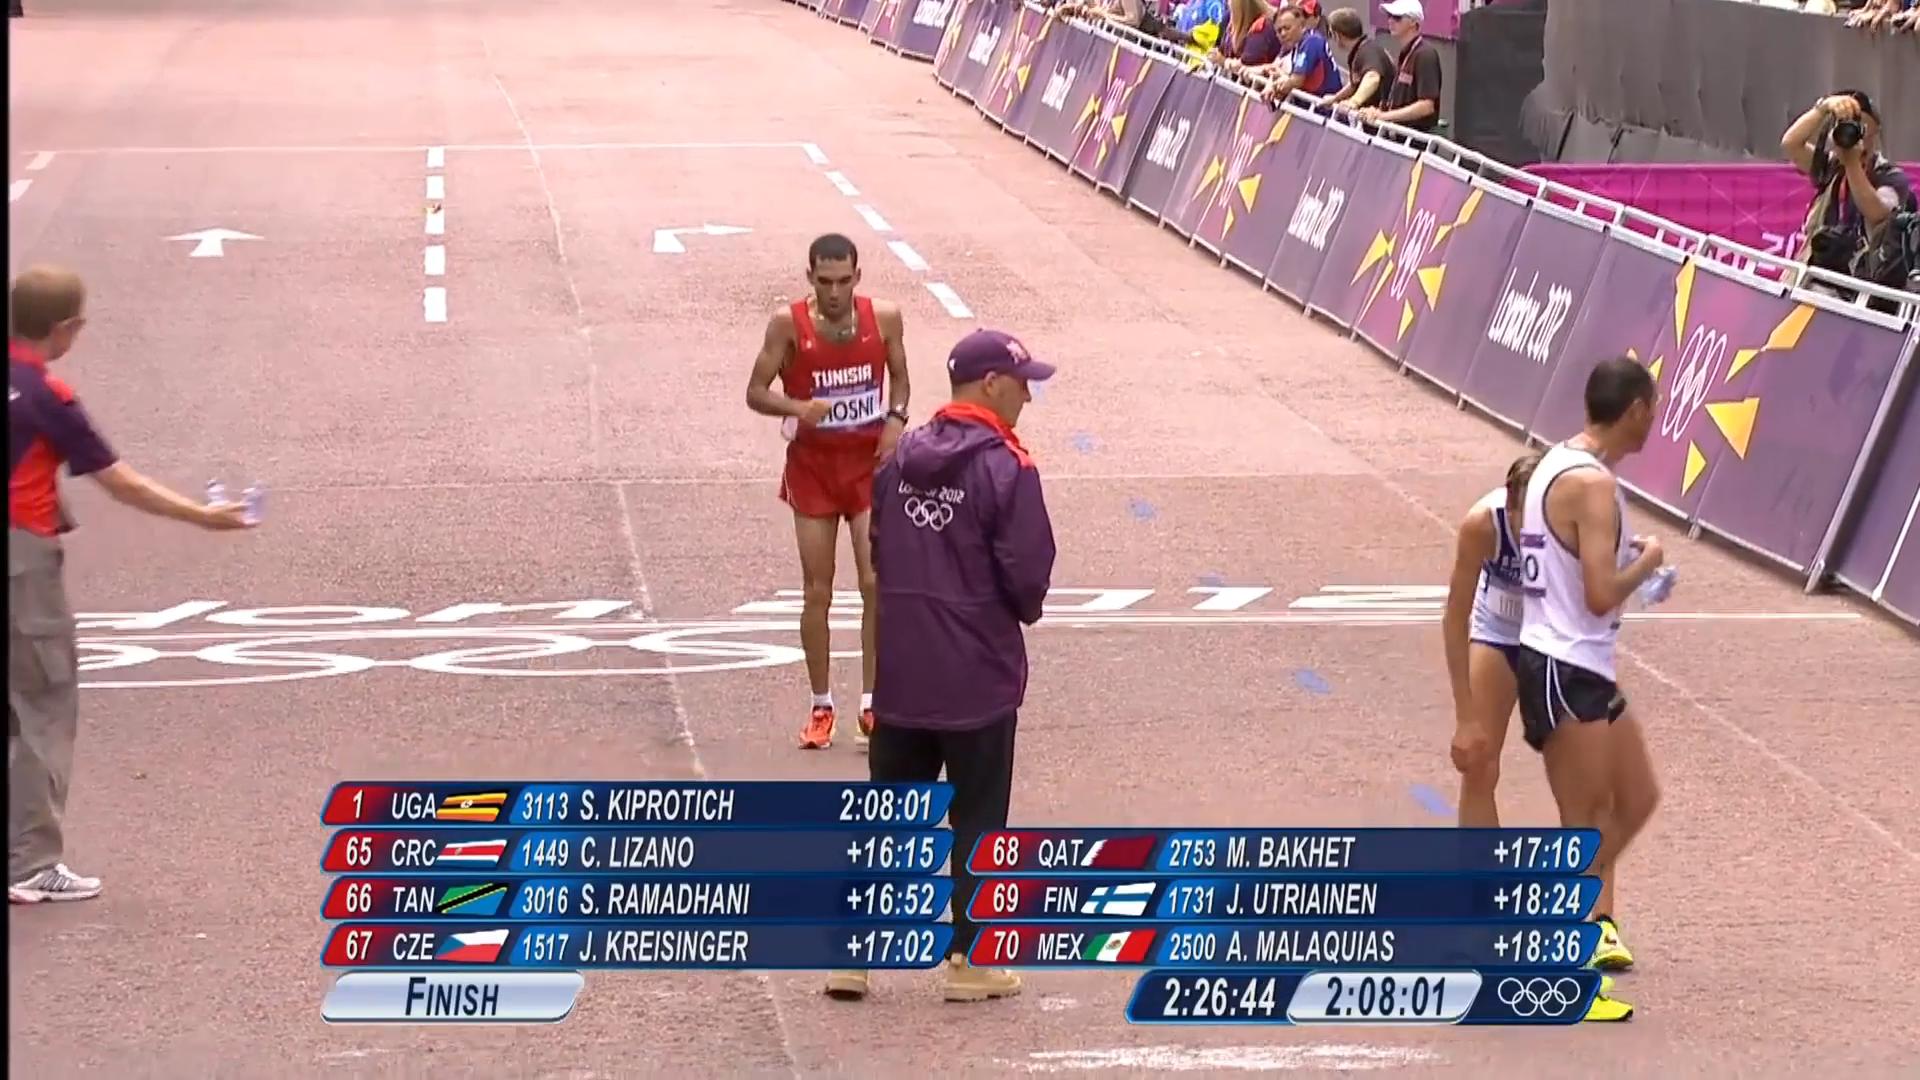 London 2012
London 2012
London 2012
TUNISIA
HOSNI
London 2012
don 2012
1 UGA 3113 S. KIPROTICH 2:08:01
65 CRC 1449 C. LIZANO +16:15
66 TAN 3016 S. RAMADHANI +16:52
67 CZE 1517 J. KREISINGER +17:02
68 QAT 2753 M. BAKHET +17:16
69 FIN 1731 J. UTRIAINEN +18:24
70 MEX 2500 A. MALAQUIAS +18:36
FINISH
2:26:44 2:08:01